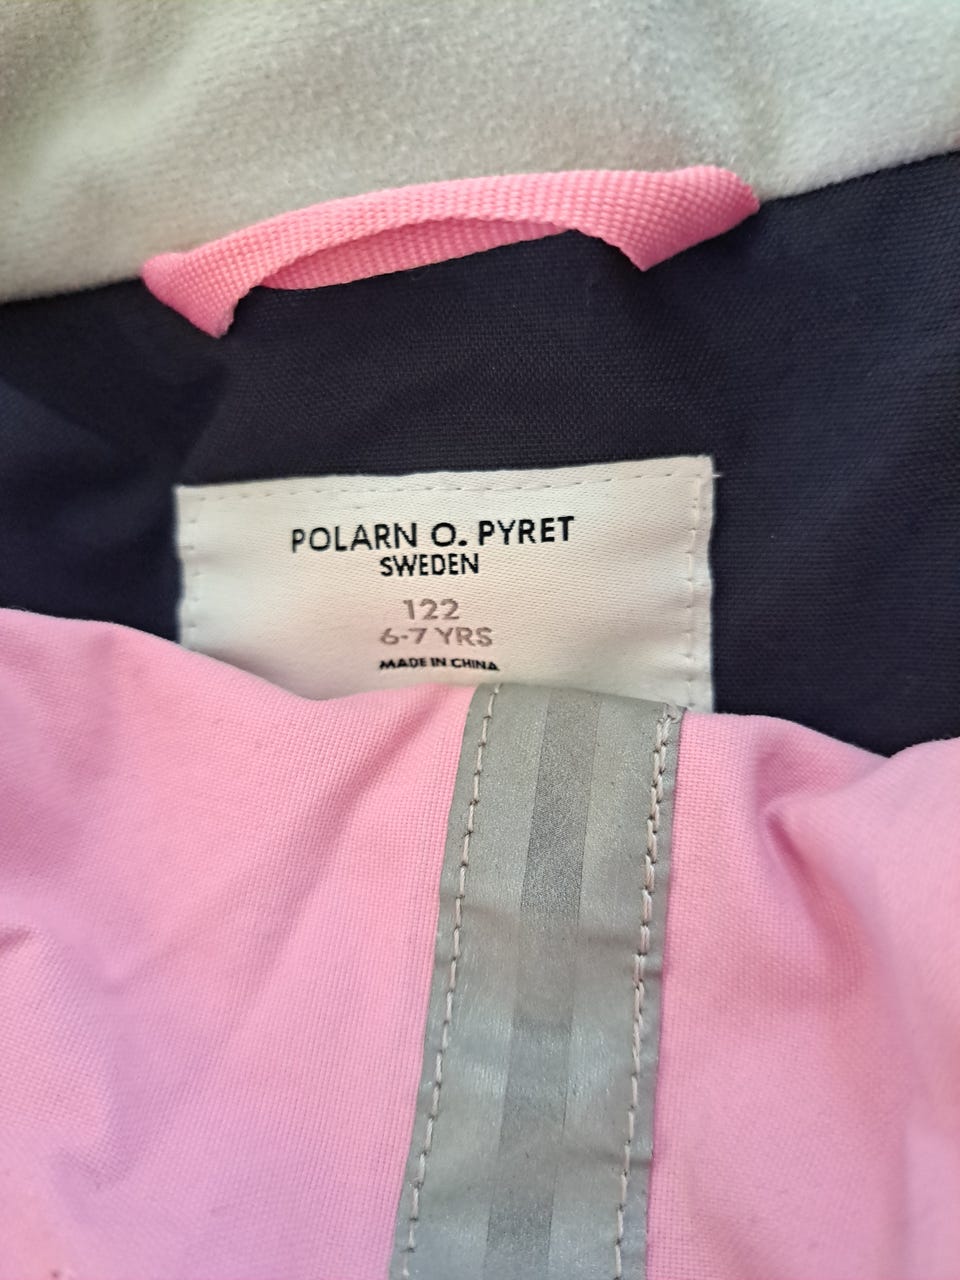 POLARN O. PYRET
SWEDEN
122
6-7 YRS
MADE IN CHINA